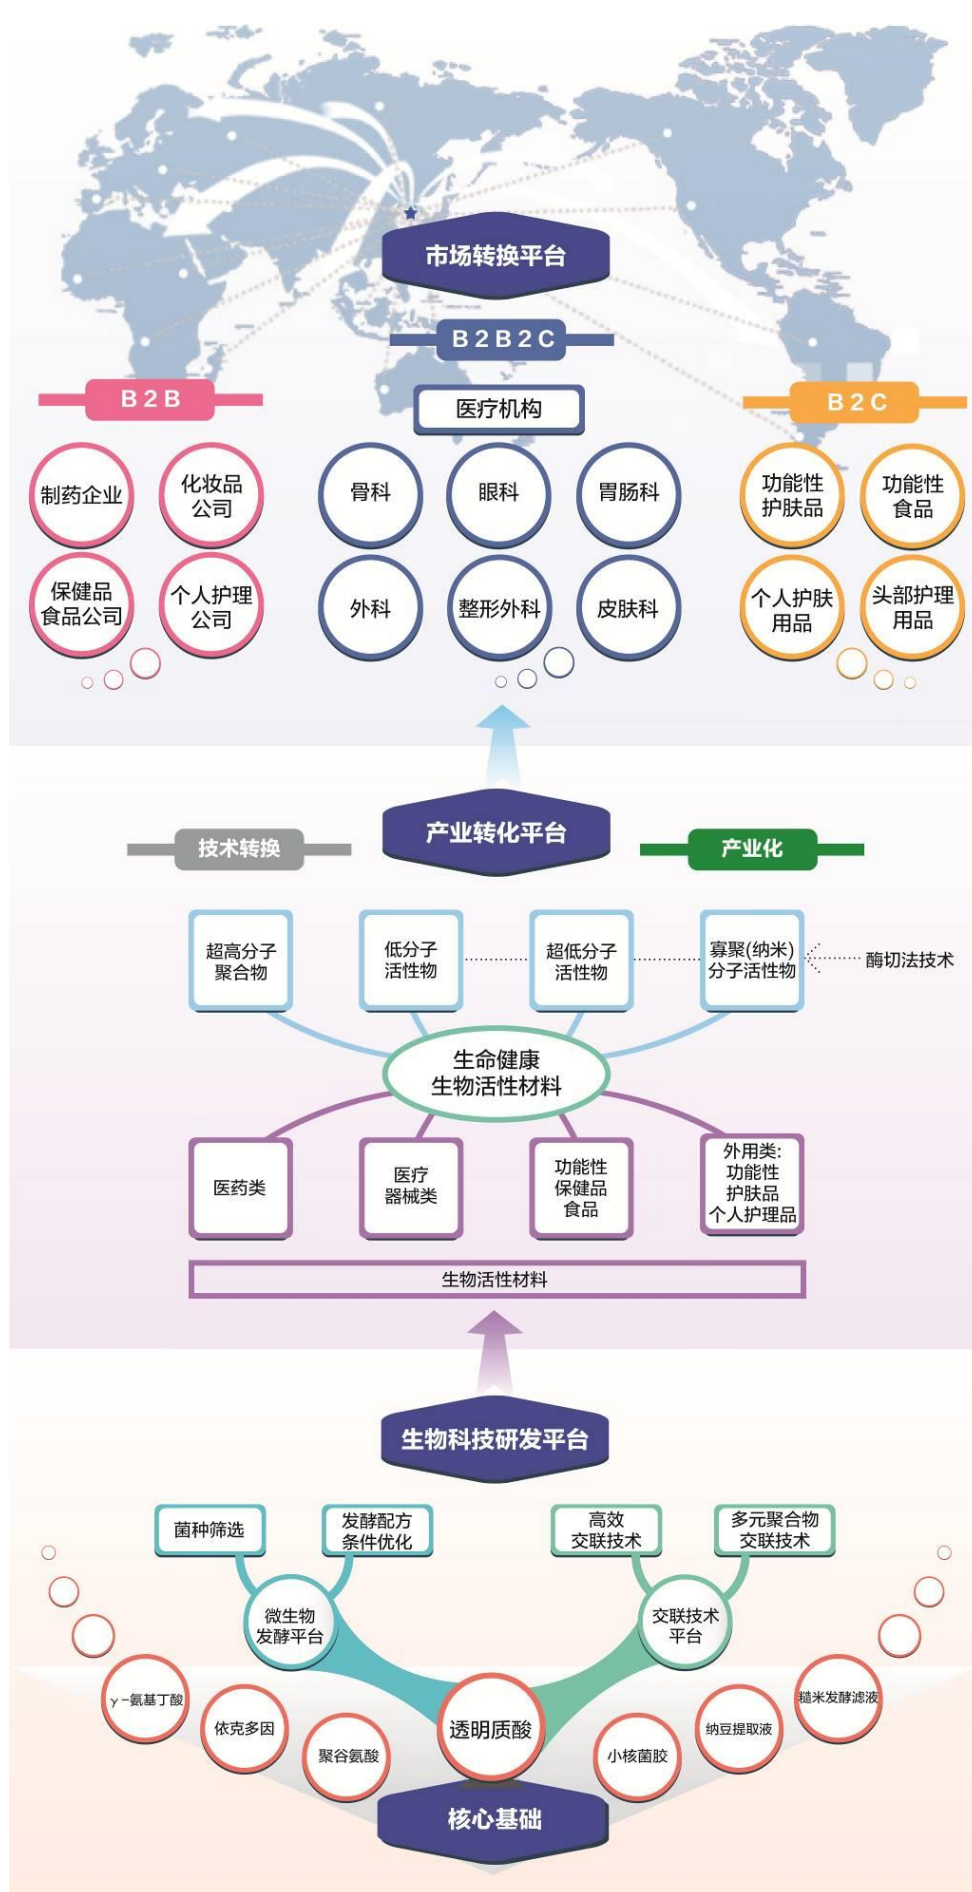 市场转换平台
B2B2C
B2B
B2C
医疗机构
制药企业
化妆品
公司
保健品
食品公司
个人护理
公司
骨科
眼科
胃肠科
外科
整形外科
皮肤科
功能性
护肤品
功能性
食品
个人护肤
用品
头部护理
用品
产业转化平台
技术转换
产业化
超高分子
聚合物
低分子
活性物
超低分子
活性物
寡聚(纳米)
分子活性物
酶切法技术
生命健康
生物活性材料
医药类
医疗
器械类
功能性
保健品
食品
外用类:
功能性
护肤品
个人护理品
生物活性材料
生物科技研发平台
菌种筛选
发酵配方
条件优化
高效
交联技术
多元聚合物
交联技术
微生物
发酵平台
交联技术
平台
γ-氨基丁酸
依克多因
聚谷氨酸
透明质酸
小核菌胶
纳豆提取液
糙米发酵滤液
核心基础